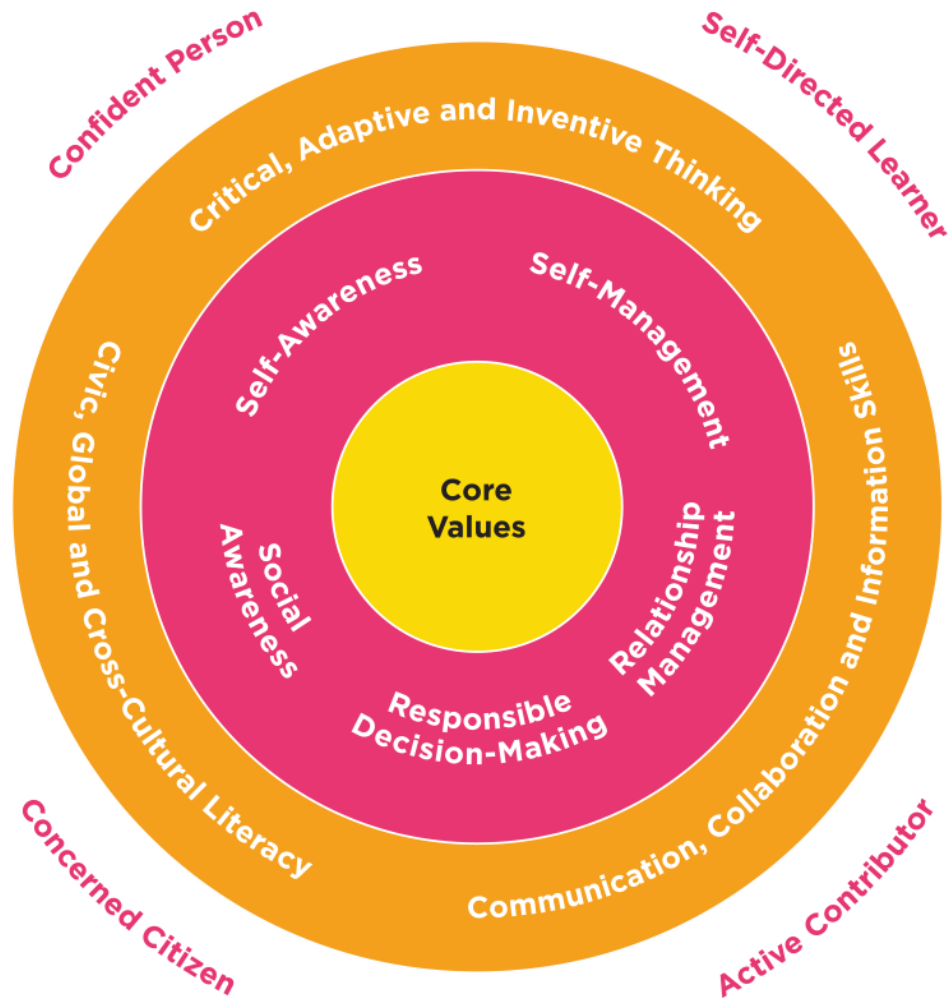 Confident Person
Self-Directed Learner
Critical, Adaptive and Inventive Thinking
Self-Awareness
Self-Management
Civic, Global and Cross-Cultural Literacy
Communication, Collaboration and Information Skills
Core
Values
Social
Awareness
Relationship
Management
Responsible
Decision-Making
Concerned Citizen
Active Contributor